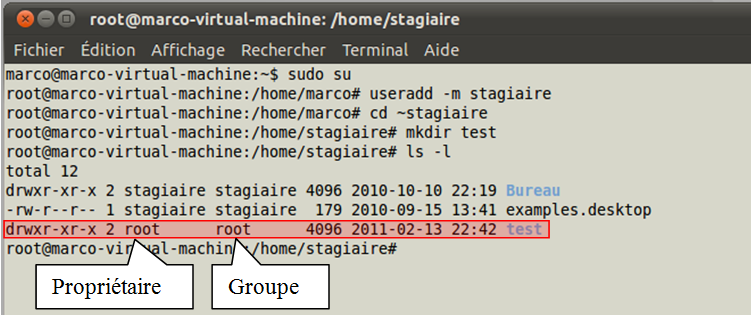 root@marco-virtual-machine: /home/stagiaire
Fichier Édition Affichage Rechercher Terminal Aide
marco@marco-virtual-machine:~$ sudo su
root@marco-virtual-machine:/home/marco# useradd -m stagiaire
root@marco-virtual-machine:/home/marco# cd ~stagiaire
root@marco-virtual-machine:/home/stagiaire# mkdir test
root@marco-virtual-machine:/home/stagiaire# ls -l
total 12
drwxr-xr-x 2 stagiaire stagiaire 4096 2010-10-10 22:19 Bureau
-rw-r--r-- 1 stagiaire stagiaire  179 2010-09-15 13:41 examples.desktop
drwxr-xr-x 2 root      root      4096 2011-02-13 22:42 test
root@marco-virtual-machine:/home/stagiaire#
Propriétaire
Groupe